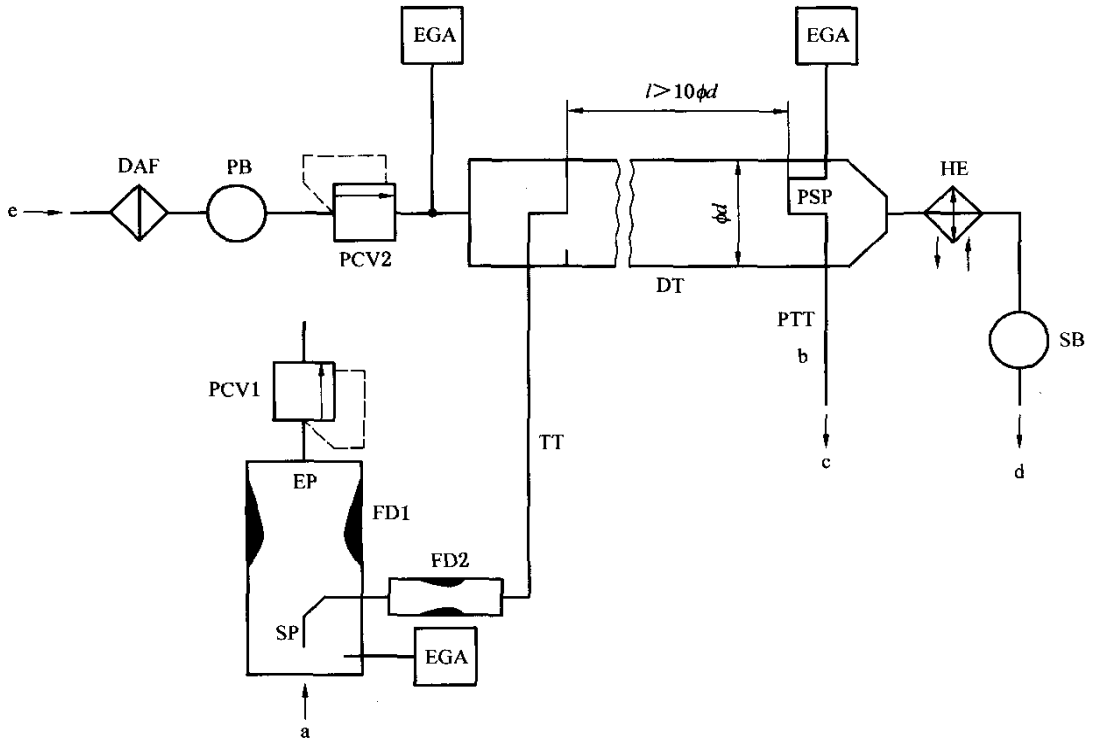 EGA
EGA
l>10ϕd
DAF
PB
HE
e
PSP
ϕd
PCV2
DT
PTT
SB
b
PCV1
TT
c
d
EP
FD1
FD2
SP
EGA
a